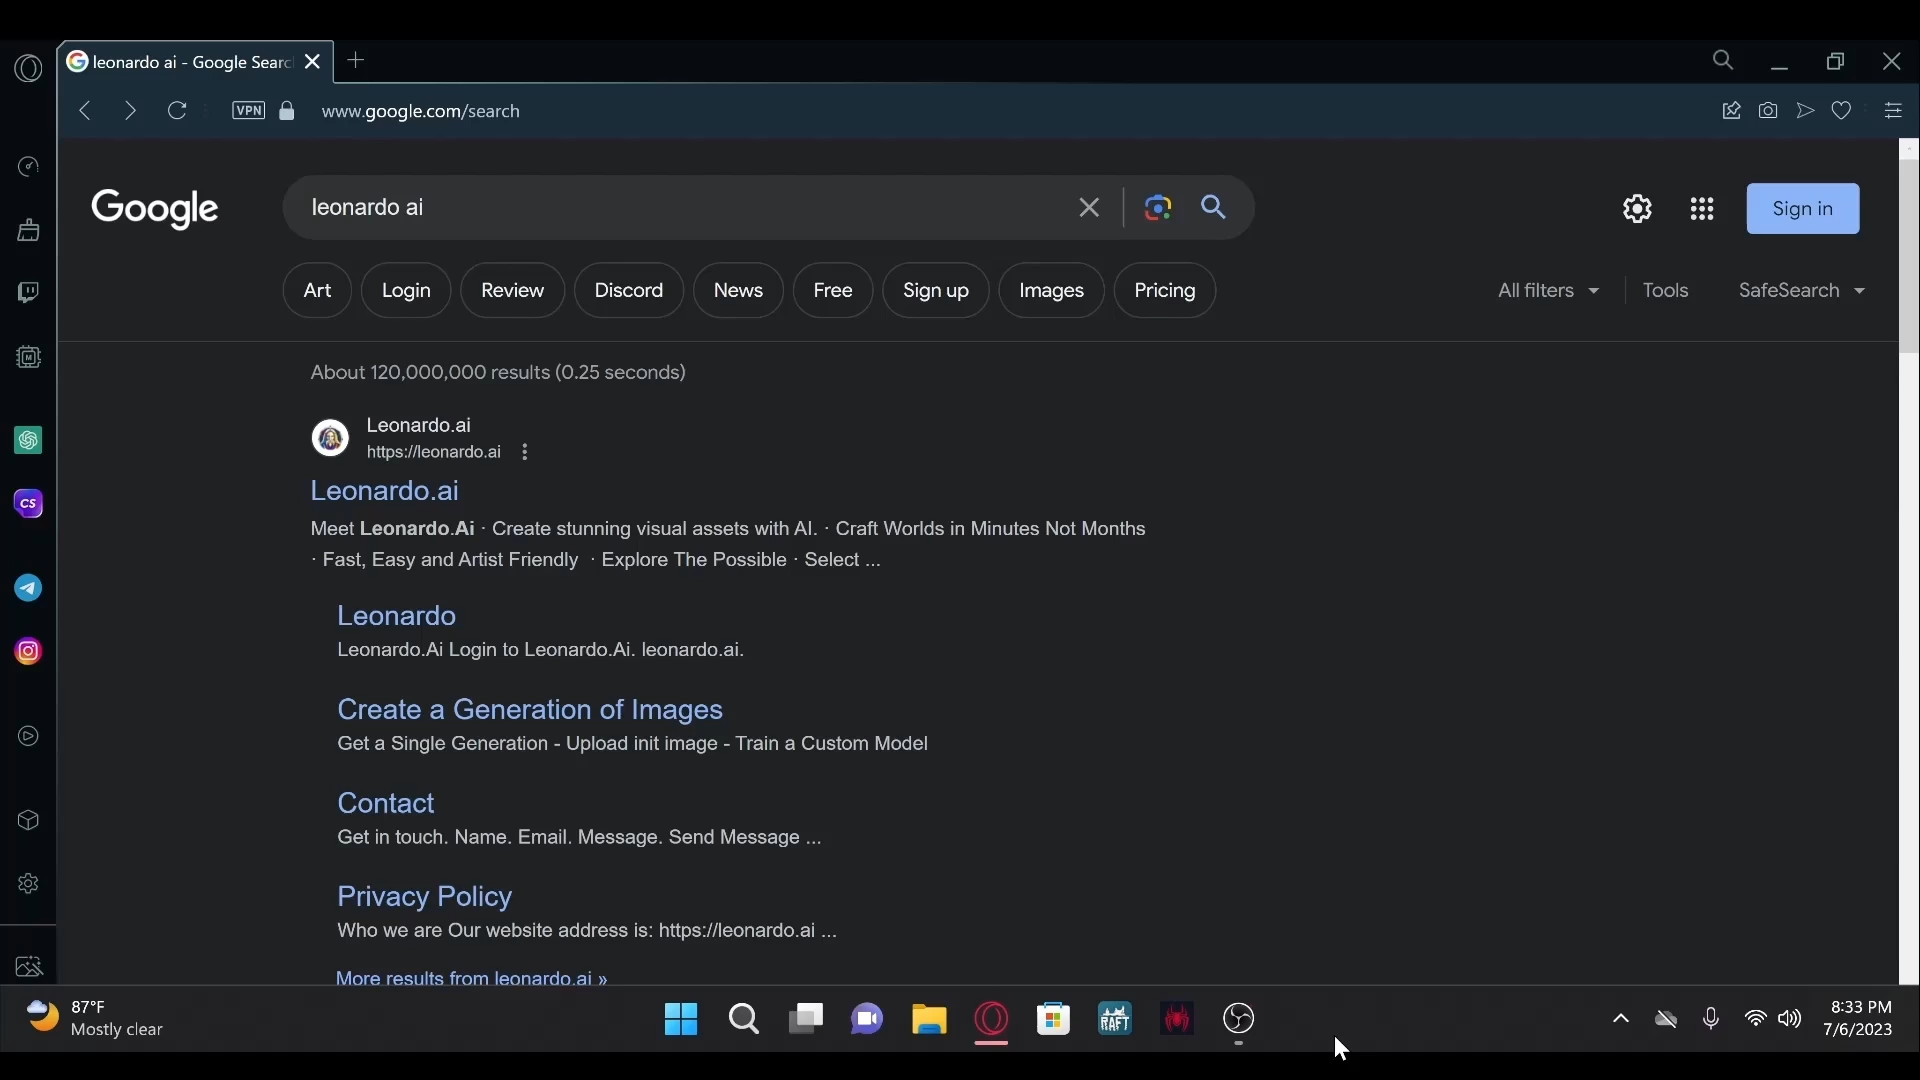 leonardo ai - Google Searc
VPN
www.google.com/search
Google
leonardo ai
Sign in
Art
Login
Review
Discord
News
Free
Sign up
Images
Pricing
All filters
Tools
SafeSearch
About 120,000,000 results (0.25 seconds)
Leonardo.ai
https://leonardo.ai
Leonardo.ai
Meet Leonardo.Ai · Create stunning visual assets with AI. · Craft Worlds in Minutes Not Months
· Fast, Easy and Artist Friendly · Explore The Possible · Select ...
Leonardo
Leonardo.Ai Login to Leonardo.Ai. leonardo.ai.
Create a Generation of Images
Get a Single Generation - Upload init image - Train a Custom Model
Contact
Get in touch. Name. Email. Message. Send Message ...
Privacy Policy
Who we are Our website address is: https://leonardo.ai ...
More results from leonardo.ai »
M
CS
87°F
Mostly clear
RAFT
8:33 PM
7/6/2023